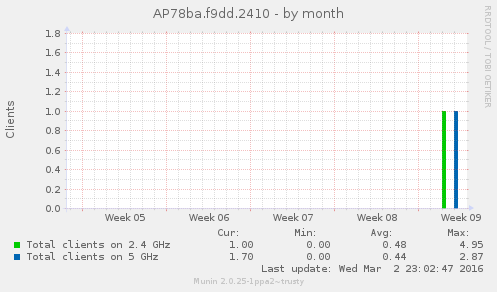 AP78ba.f9dd.2410 - by month
RRDTOOL / TOBI OETIKER
Clients
1.8
1.6
1.4
1.2
1.0
0.8
0.6
0.4
0.2
0.0
Week 05 Week 06 Week 07 Week 08 Week 09
Cur: Min: Avg: Max:
Total clients on 2.4 GHz 1.00 0.00 0.48 4.95
Total clients on 5 GHz 1.70 0.00 0.44 2.87
Last update: Wed Mar 2 23:02:47 2016
Munin 2.0.25-1ppa2~trusty